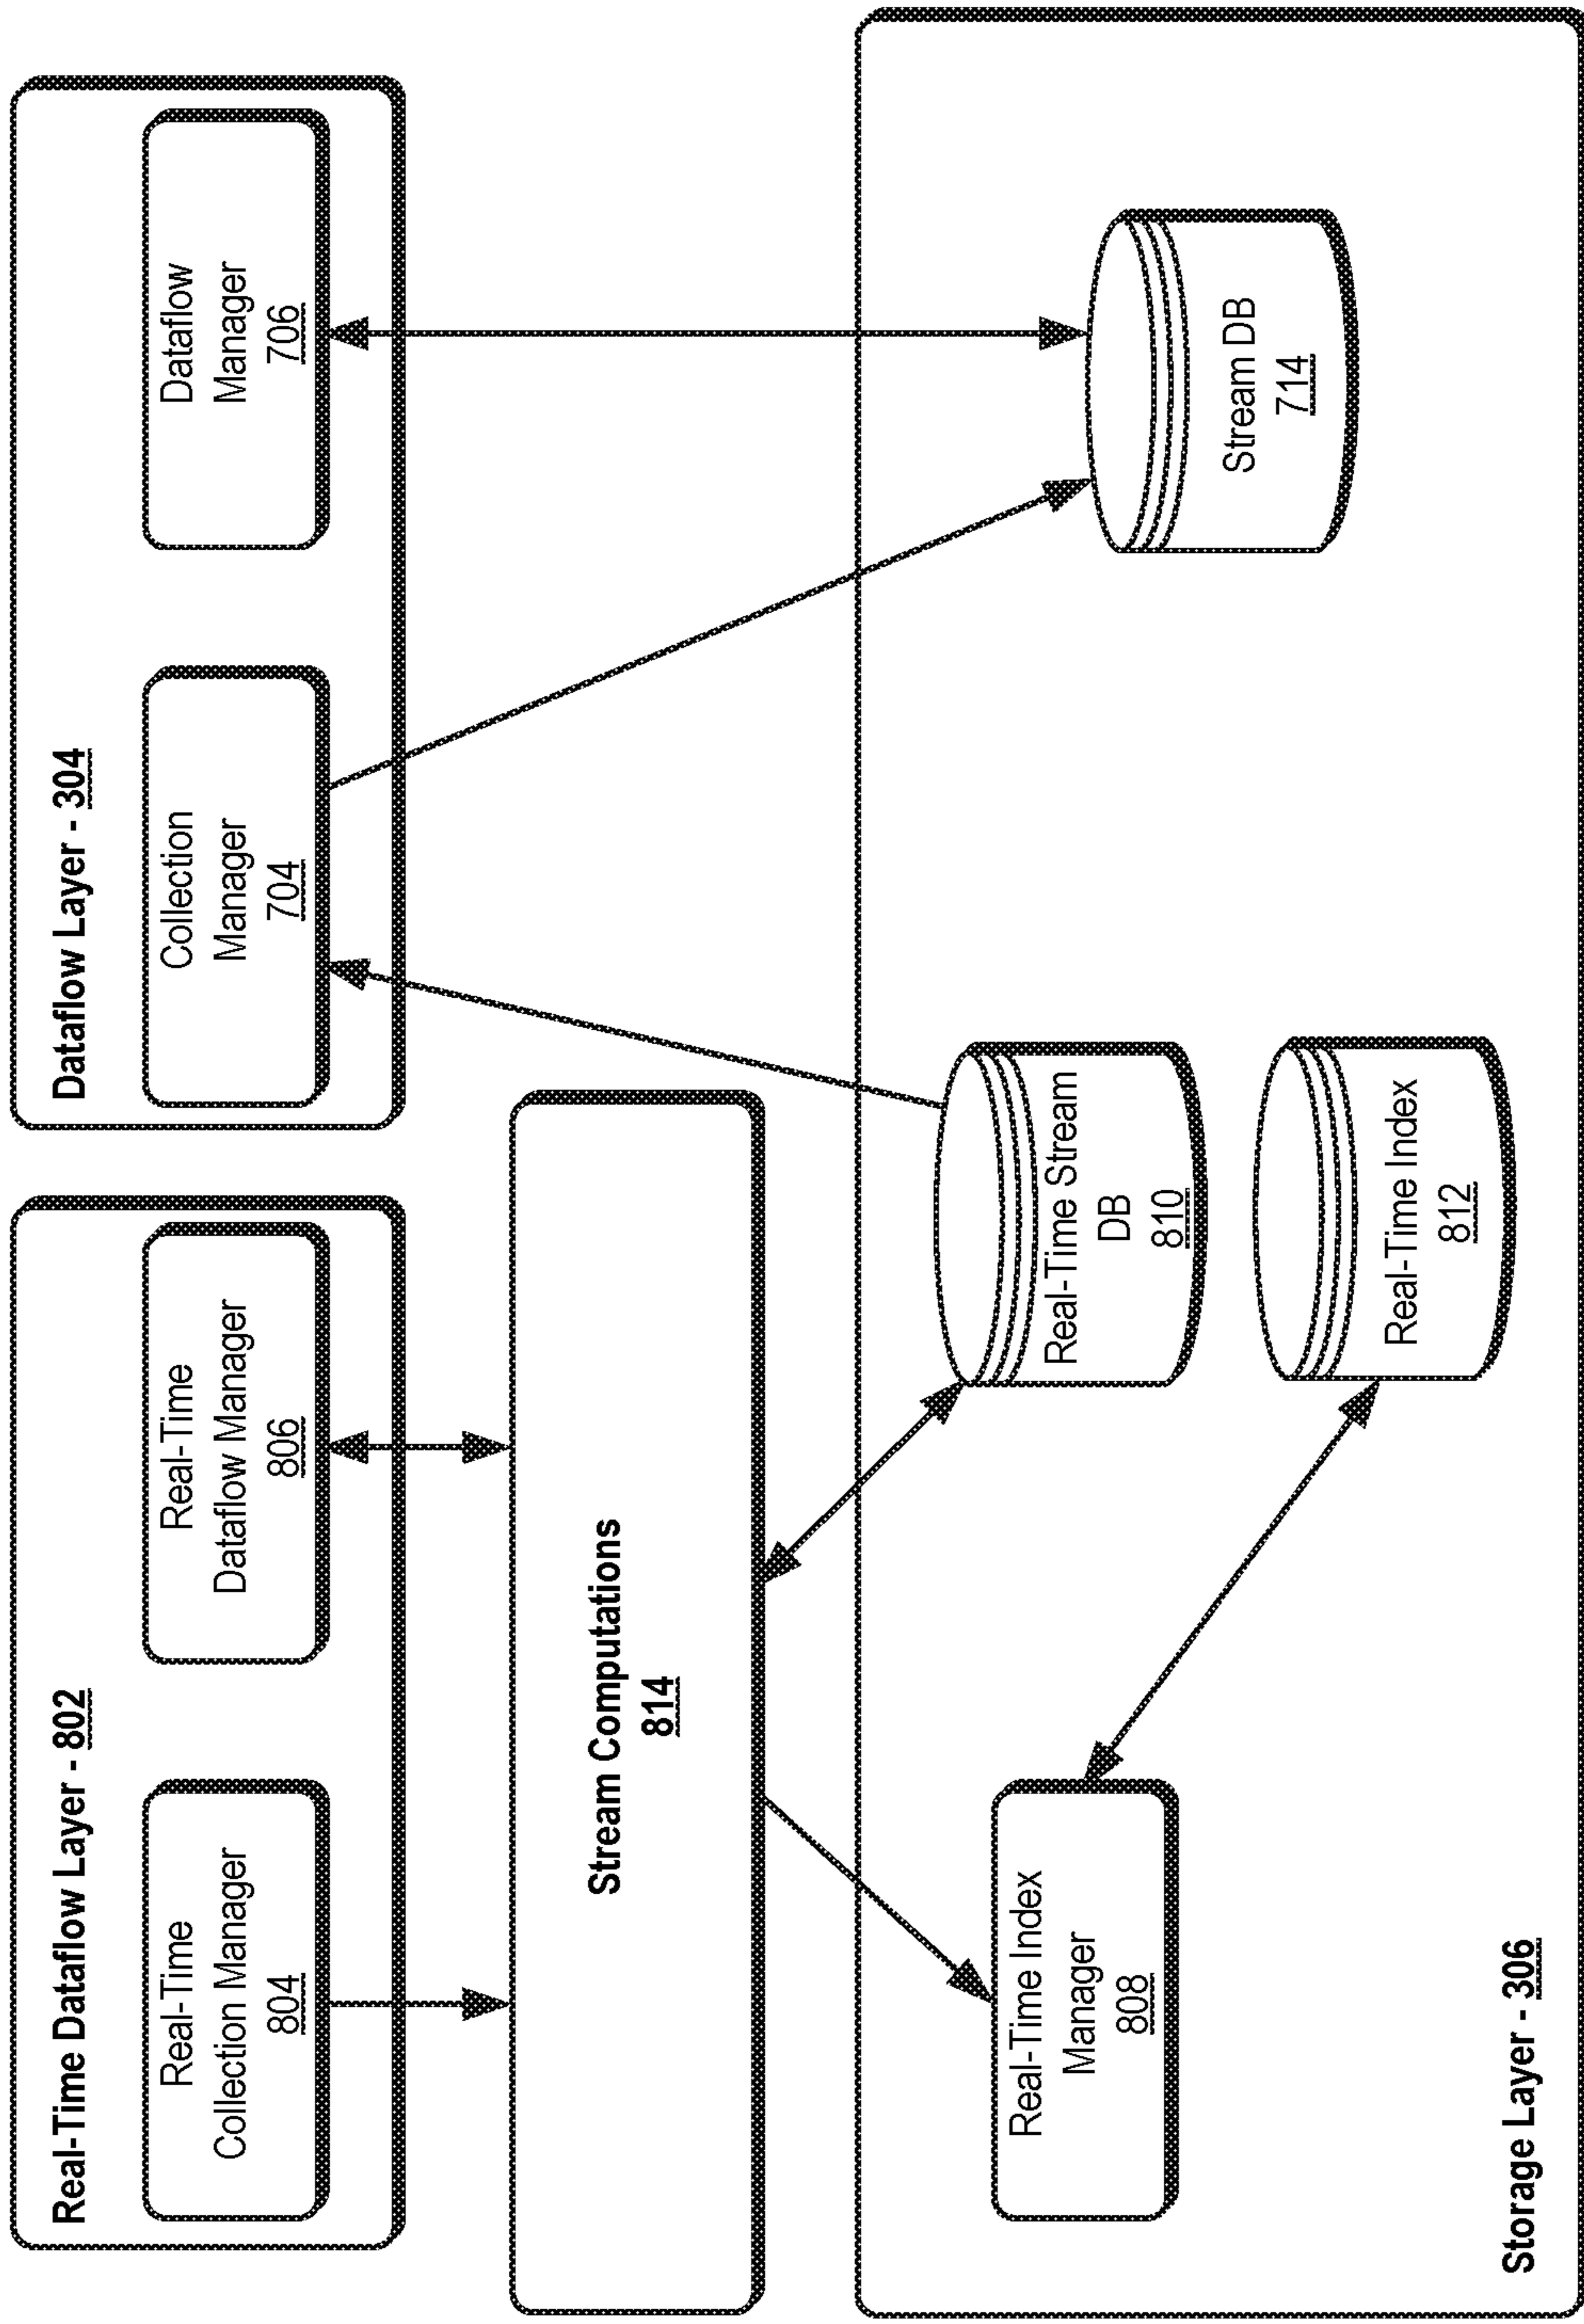 Real-Time Dataflow Layer - 802
Real-Time
Collection Manager
804
Real-Time
Dataflow Manager
806
Dataflow Layer - 304
Collection
Manager
704
Dataflow
Manager
706
Stream Computations
814
Real-Time Index
Manager
808
Real-Time Stream
DB
810
Real-Time Index
812
Stream DB
714
Storage Layer - 306